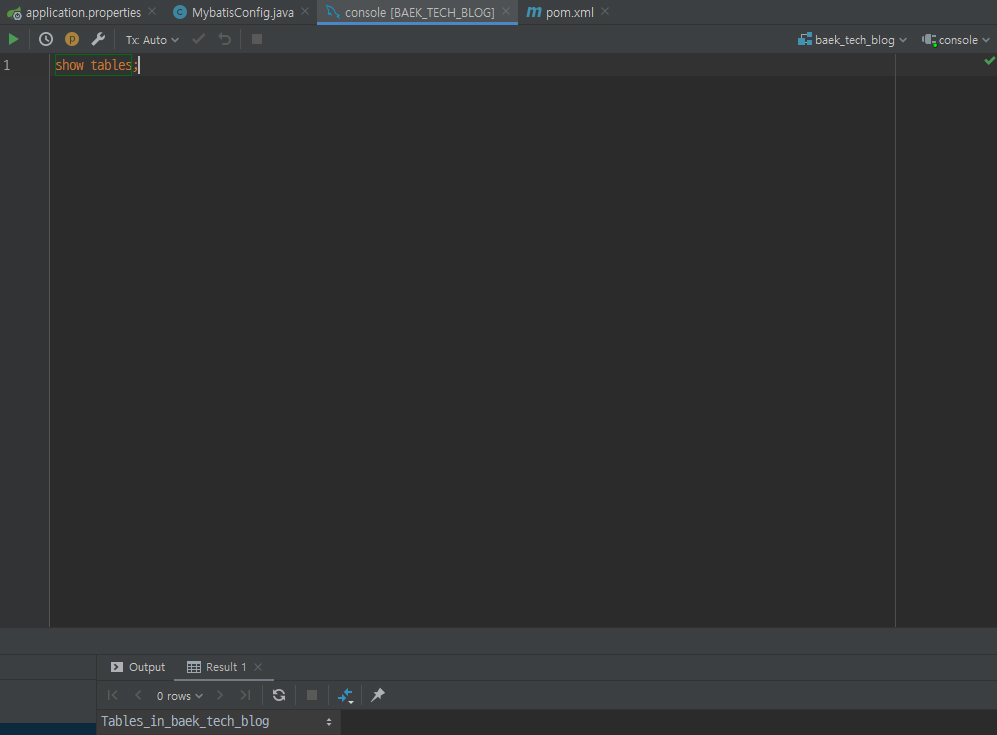 application.properties MybatisConfig.java console [BAEK_TECH_BLOG] m pom.xml
Tx: Auto baek_tech_blog console
1 show tables;
Output Result 1
0 rows
Tables_in_baek_tech_blog